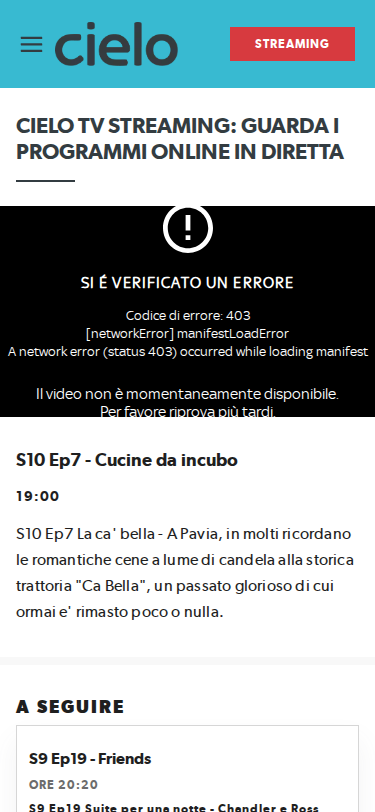 cielo
STREAMING
CIELO TV STREAMING: GUARDA I
PROGRAMMI ONLINE IN DIRETTA
SI É VERIFICATO UN ERRORE
Codice di errore: 403
[networkError] manifestLoadError
A network error (status 403) occurred while loading manifest
Il video non è momentaneamente disponibile.
Per favore riprova più tardi.
S10 Ep7 - Cucine da incubo
19:00
S10 Ep7 La ca' bella - A Pavia, in molti ricordano
le romantiche cene a lume di candela alla storica
trattoria "Ca Bella", un passato glorioso di cui
ormai e' rimasto poco o nulla.
A SEGUIRE
S9 Ep19 - Friends
ORE 20:20
S9 Ep19 Suite per una notte - Chandler e Ross